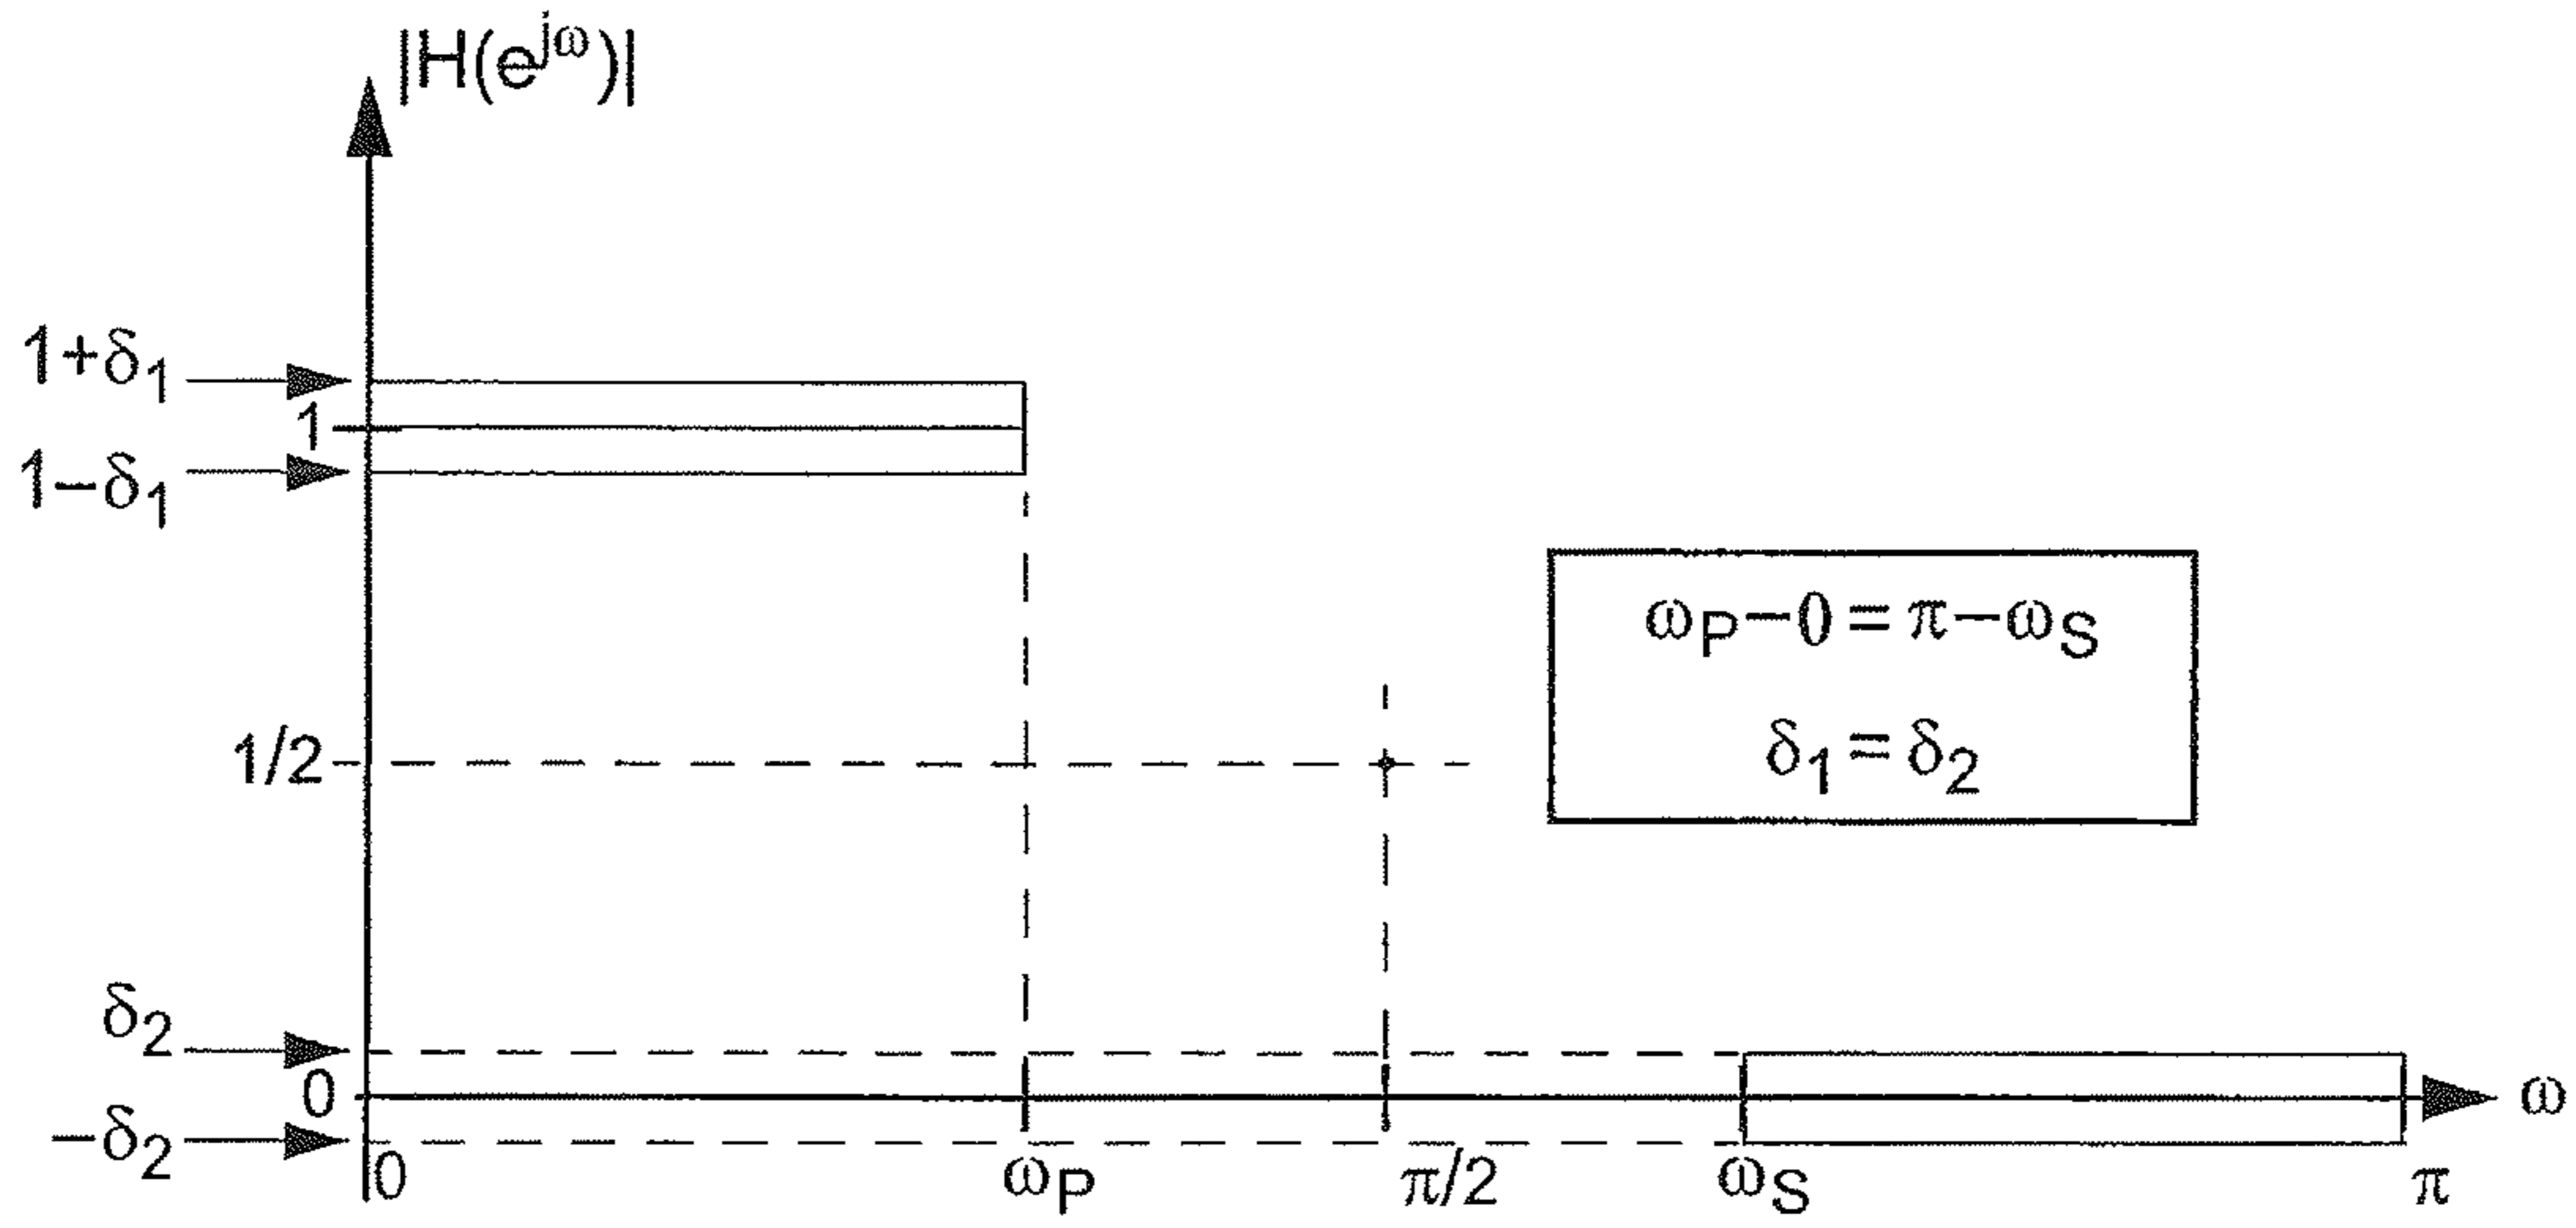 |H(e^jω)|
1+δ1
1
1−δ1
ωP−0 = π−ωS
δ1 = δ2
1/2
δ2
0
−δ2
0
ωP
π/2
ωS
π
ω